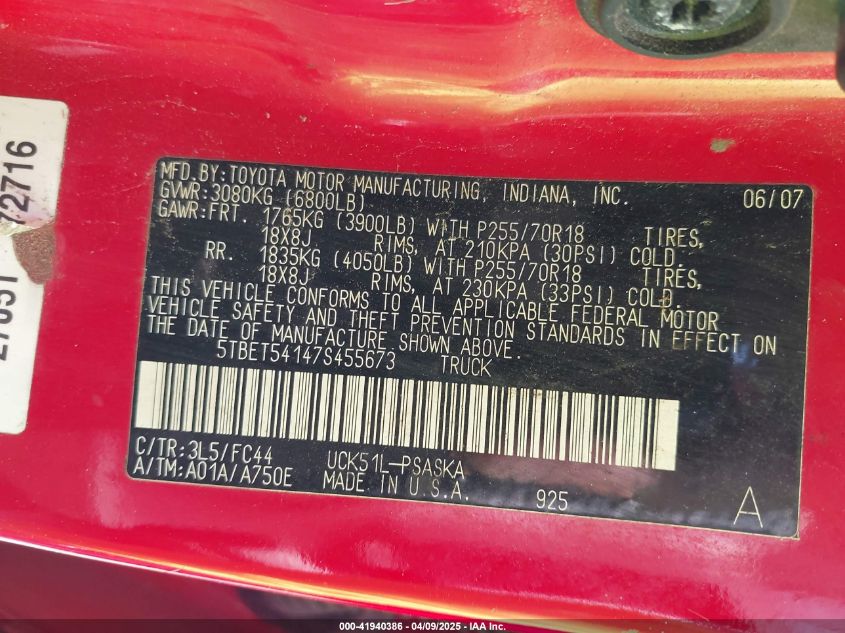 MFD.BY:TOYOTA MOTOR MANUFACTURING, INDIANA, INC. 06/07
GVWR:3080KG (6800LB)
GAWR:FRT. 1765KG (3900LB) WITH P255/70R18 TIRES,
18X8J RIMS, AT 210KPA (30PSI) COLD.
RR. 1835KG (4050LB) WITH P255/70R18 TIRES,
18X8J RIMS, AT 230KPA (33PSI) COLD.
THIS VEHICLE CONFORMS TO ALL APPLICABLE FEDERAL MOTOR
VEHICLE SAFETY AND THEFT PREVENTION STANDARDS IN EFFECT ON
THE DATE OF MANUFACTURE SHOWN ABOVE.
5TBET54147S455673 TRUCK
C/TR:3L5/FC44 UCK51L-PSASKA
A/TM:A01A/A750E MADE IN U.S.A. 925 A
72716
000-41940386 - 04/09/2025 - IAA Inc.